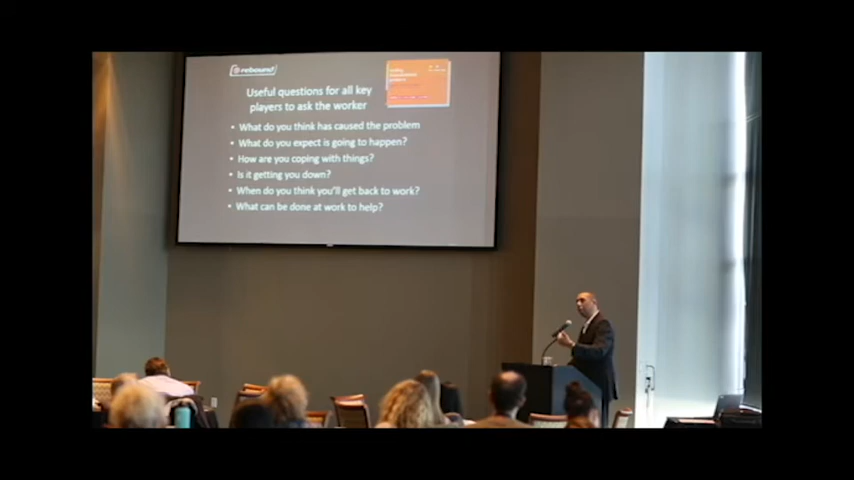 rebound
Useful questions for all key
players to ask the worker
• What do you think has caused the problem
• What do you expect is going to happen?
• How are you coping with things?
• Is it getting you down?
• When do you think you'll get back to work?
• What can be done at work to help?